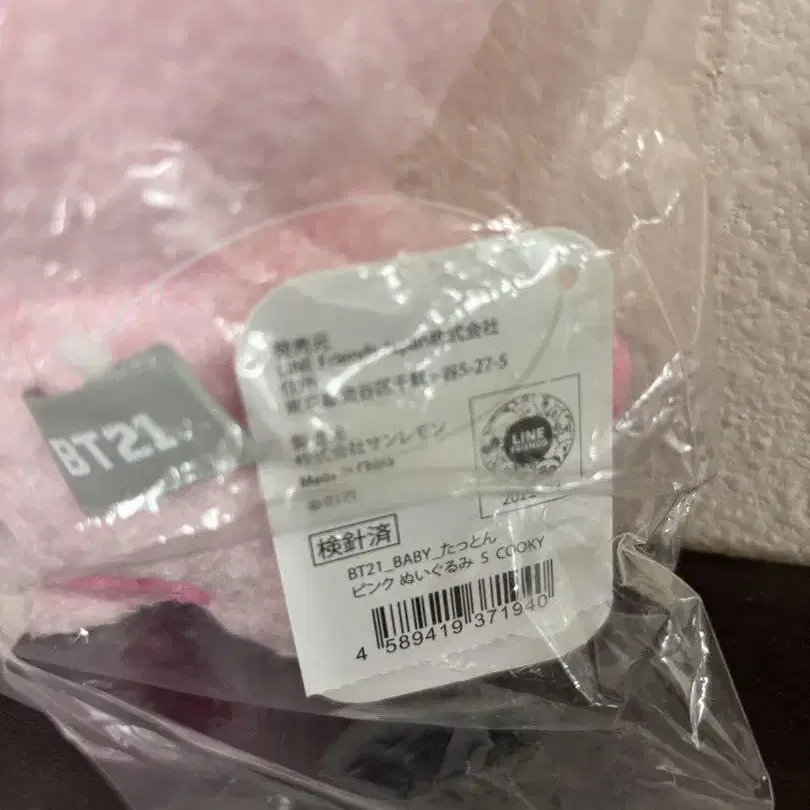 BT21
発売元
LINE Friends Japan株式会社
住所
東京都渋谷区千駄ヶ谷5-27-5
製造元
株式会社サンレモン
Made in China
©BT21
LINE
FRIENDS
2022
検針済
BT21_BABY_たっとん
ピンク ぬいぐるみ S COOKY
4 589419 371940